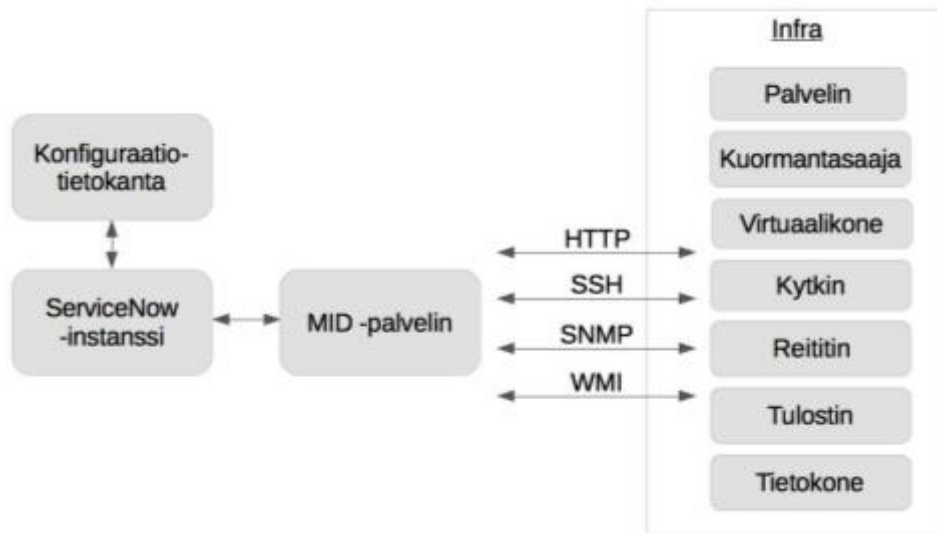 Konfiguraatio-
tietokanta
ServiceNow
-instanssi
MID -palvelin
HTTP
SSH
SNMP
WMI
Infra
Palvelin
Kuormantasaaja
Virtuaalikone
Kytkin
Reititin
Tulostin
Tietokone